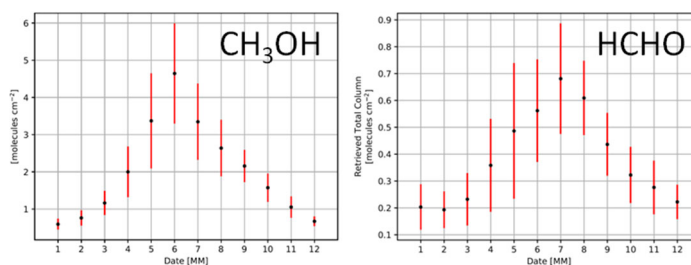 CH₃OH
6
5
4
3
2
1
[molecules cm⁻²]
1 2 3 4 5 6 7 8 9 10 11 12
Date [MM]
HCHO
0.9
0.8
0.7
0.6
0.5
0.4
0.3
0.2
0.1
Retrieved Total Column
[molecules cm⁻²]
1 2 3 4 5 6 7 8 9 10 11 12
Date [MM]